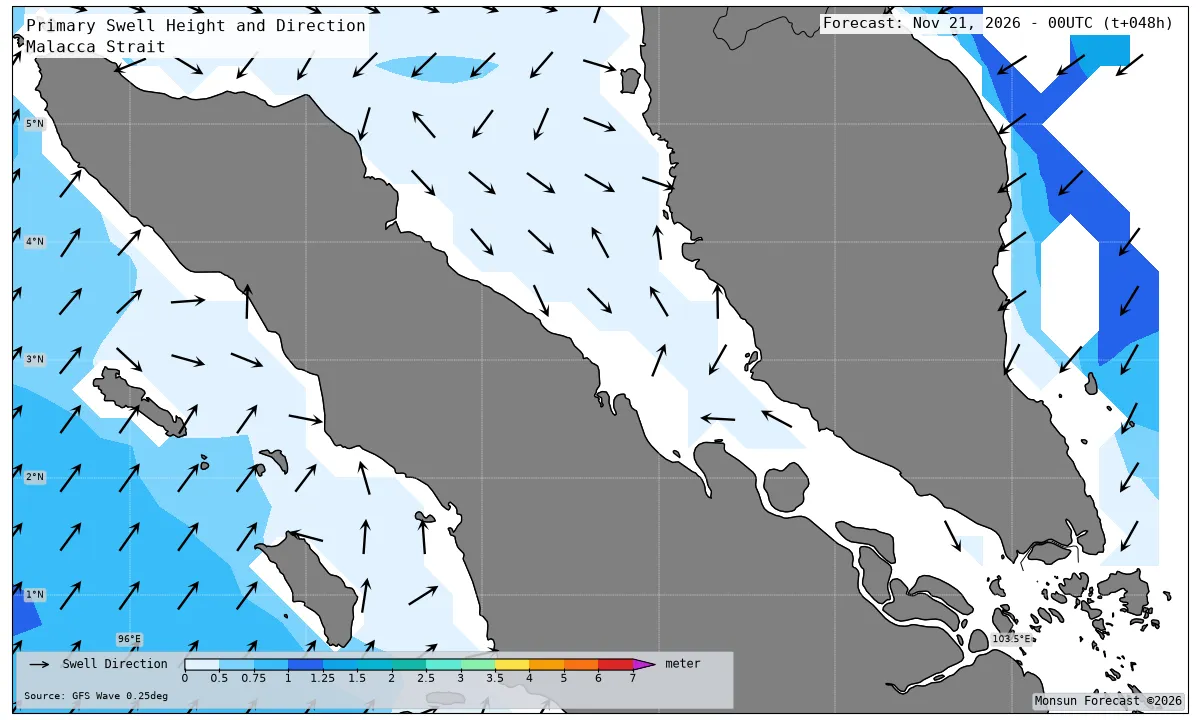 Primary Swell Height and Direction
Malacca Strait
Forecast: Nov 21, 2026 - 00UTC (t+048h)
5°N
4°N
3°N
2°N
1°N
96°E
103.5°E
Swell Direction
0 0.5 0.75 1 1.25 1.5 2 2.5 3 3.5 4 5 6 7
meter
Source: GFS Wave 0.25deg
Monsun Forecast ©2026